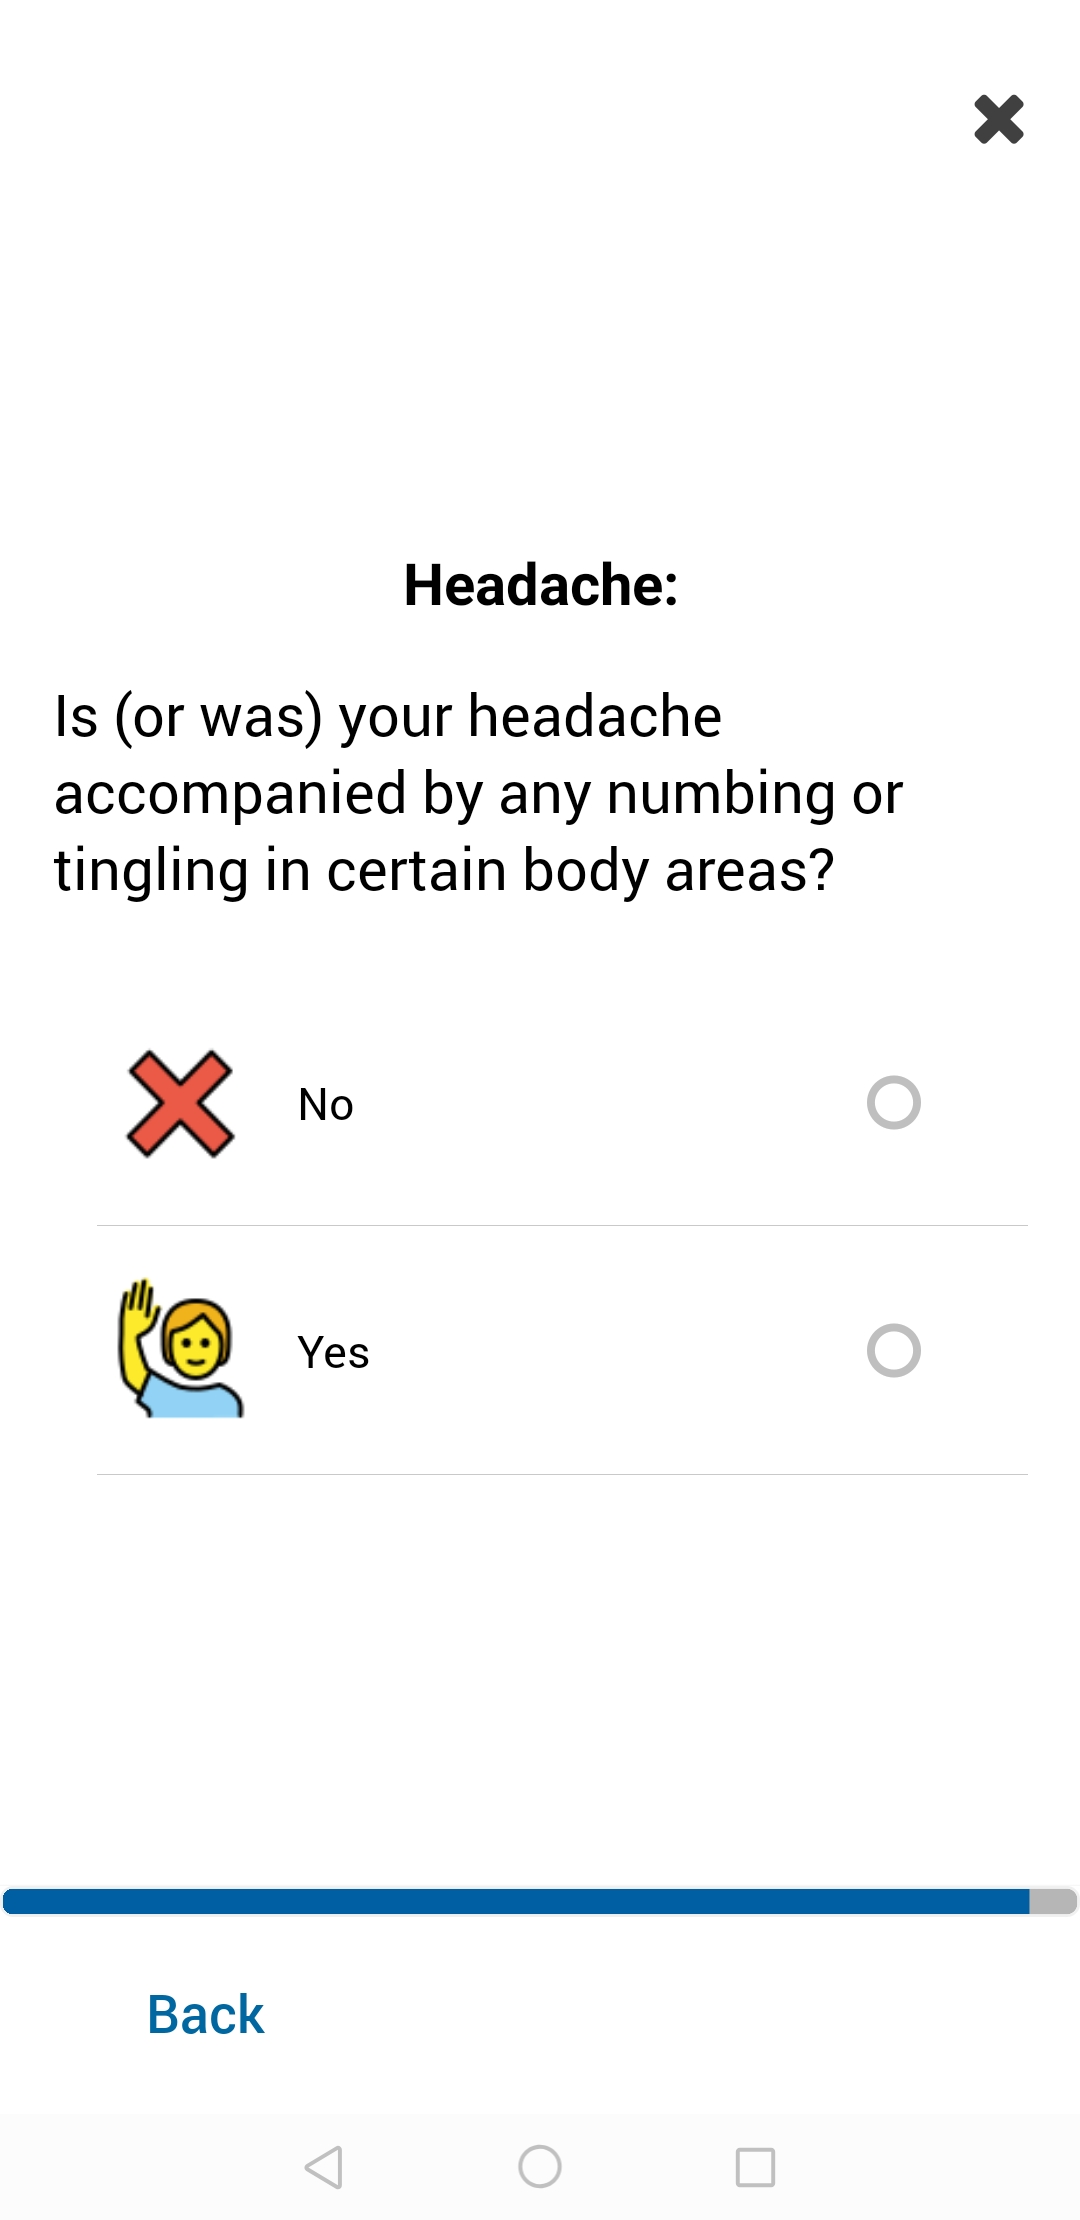 Headache:
Is (or was) your headache
accompanied by any numbing or
tingling in certain body areas?
No
Yes
Back